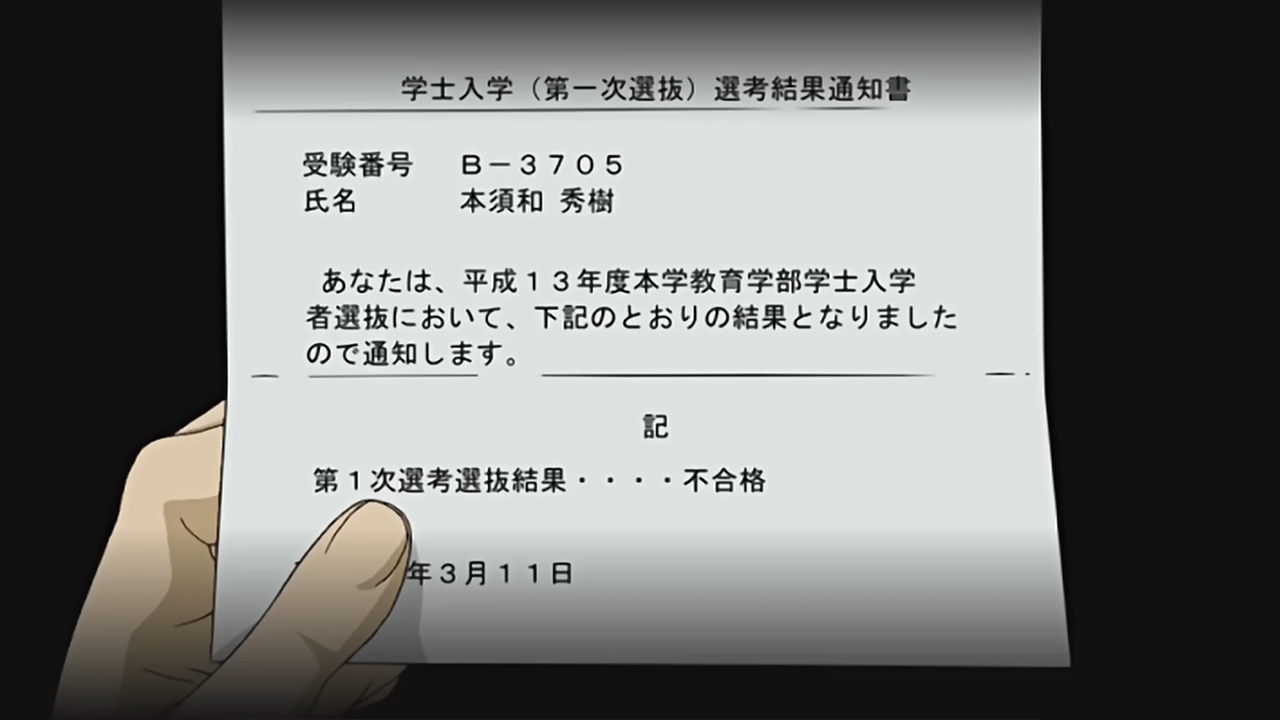 学士入学（第一次選抜）選考結果通知書
受験番号　Ｂ－３７０５
氏名　本須和 秀樹
あなたは、平成１３年度本学教育学部学士入学
者選抜において、下記のとおりの結果となりました
ので通知します。
記
第１次選考選抜結果・・・・不合格
年３月１１日